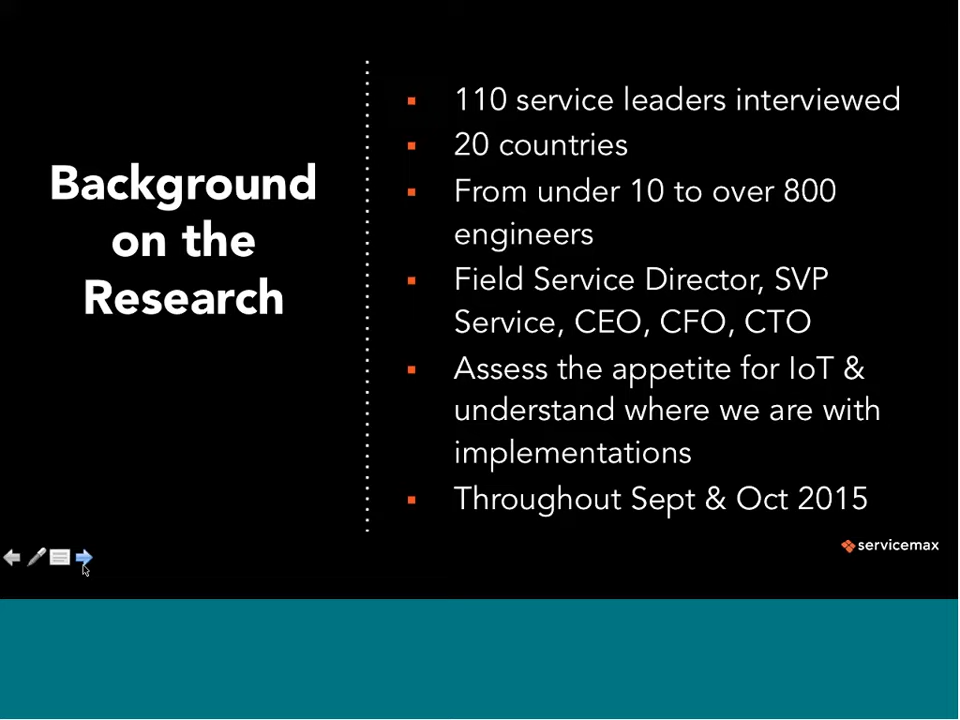 Background
on the
Research
110 service leaders interviewed
20 countries
From under 10 to over 800
engineers
Field Service Director, SVP
Service, CEO, CFO, CTO
Assess the appetite for IoT &
understand where we are with
implementations
Throughout Sept & Oct 2015
servicemax